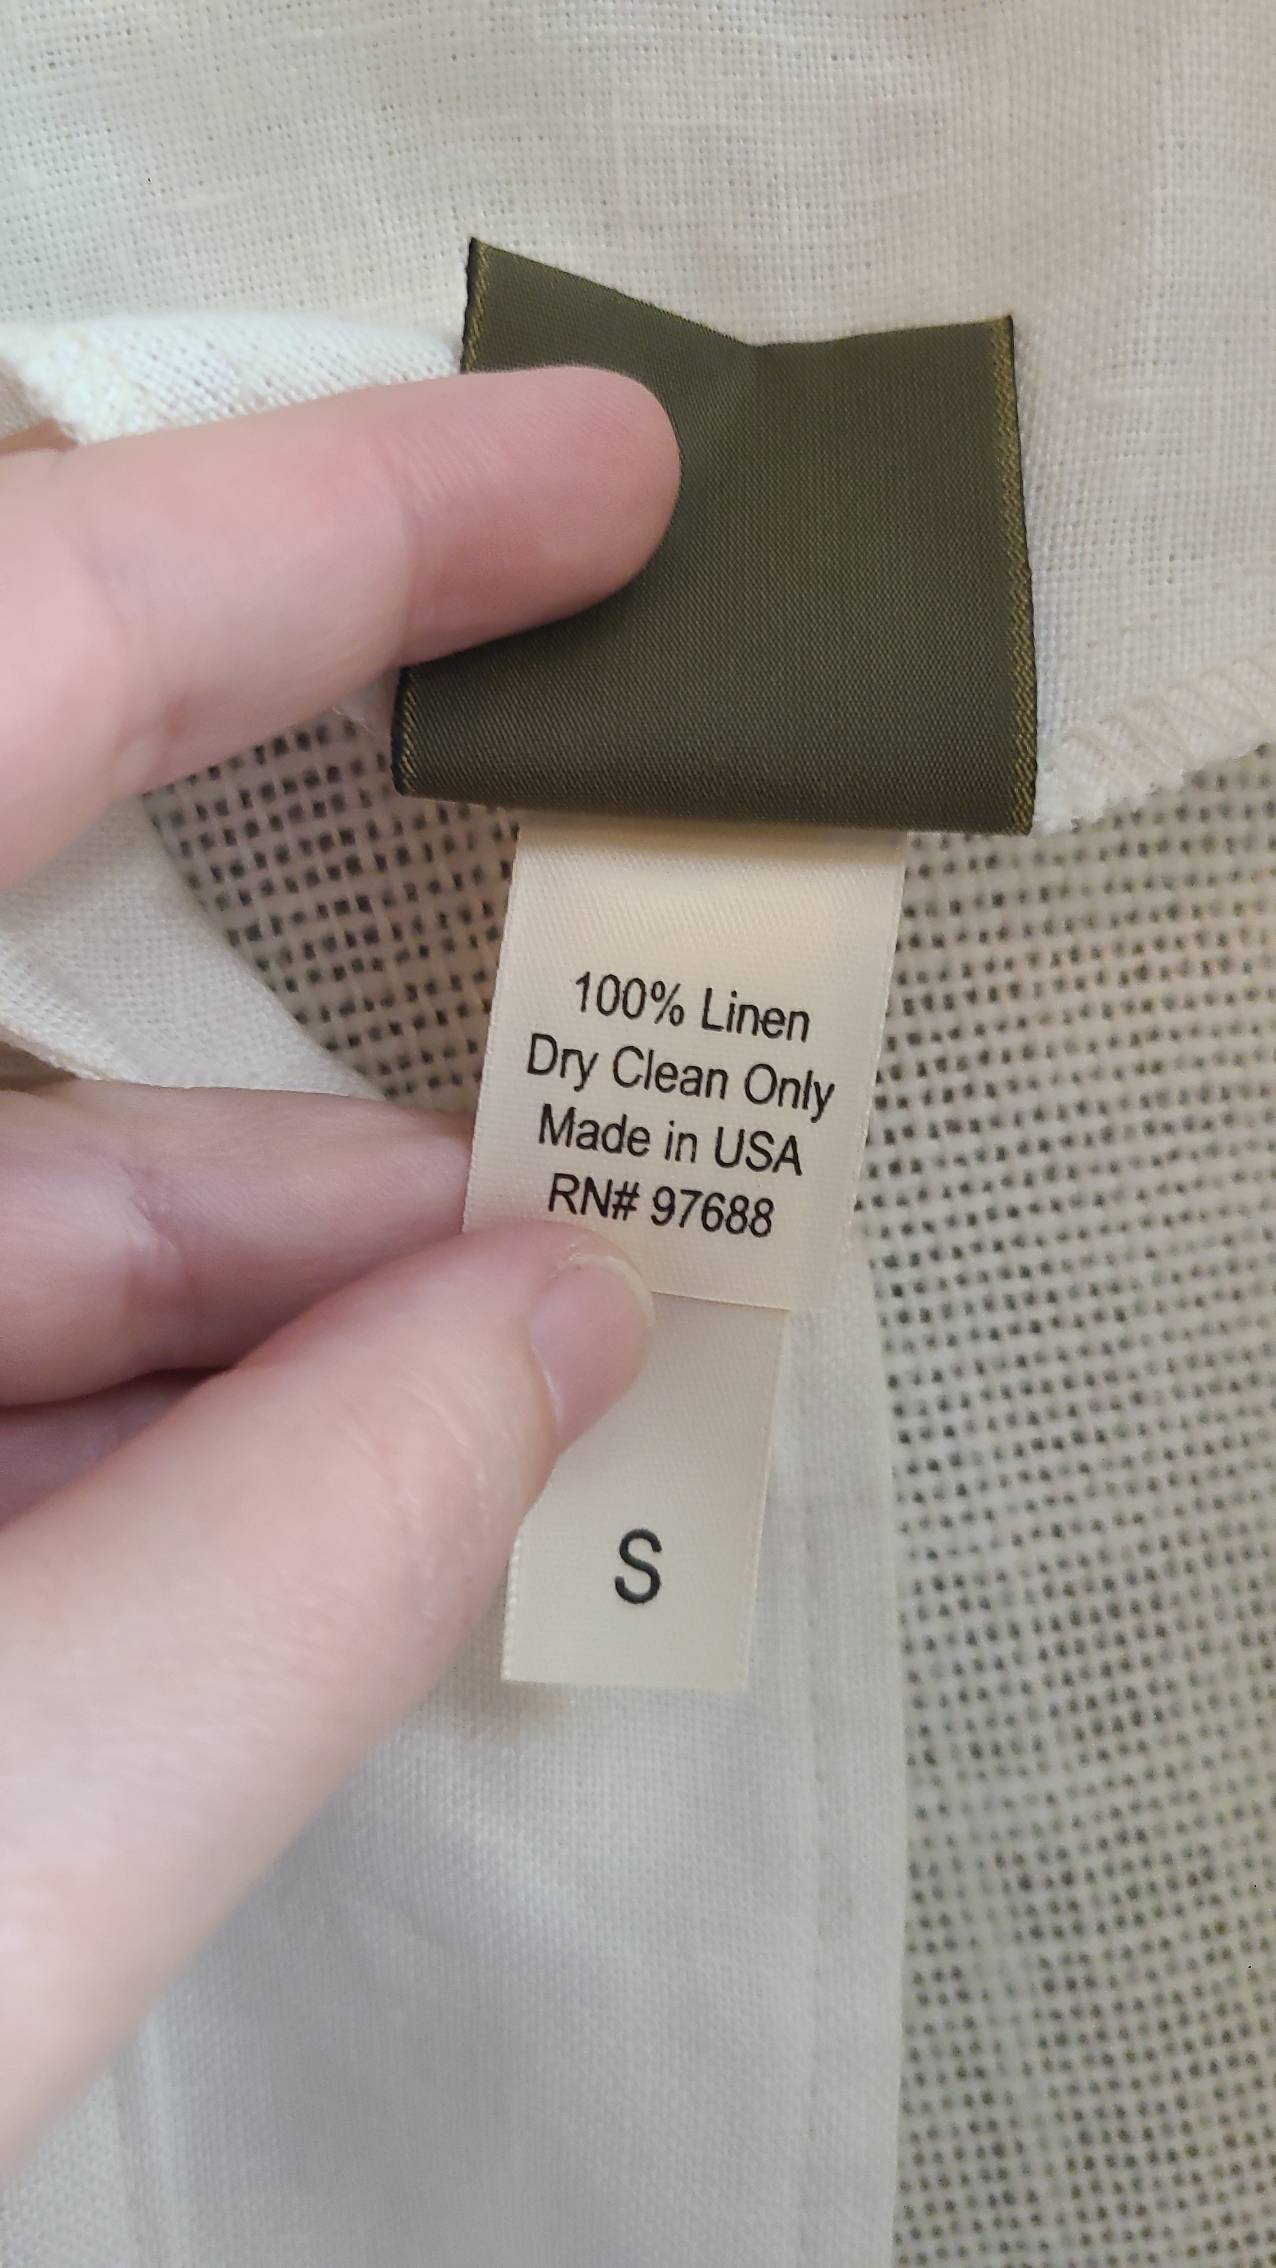 100% Linen
Dry Clean Only
Made in USA
RN# 97688
S